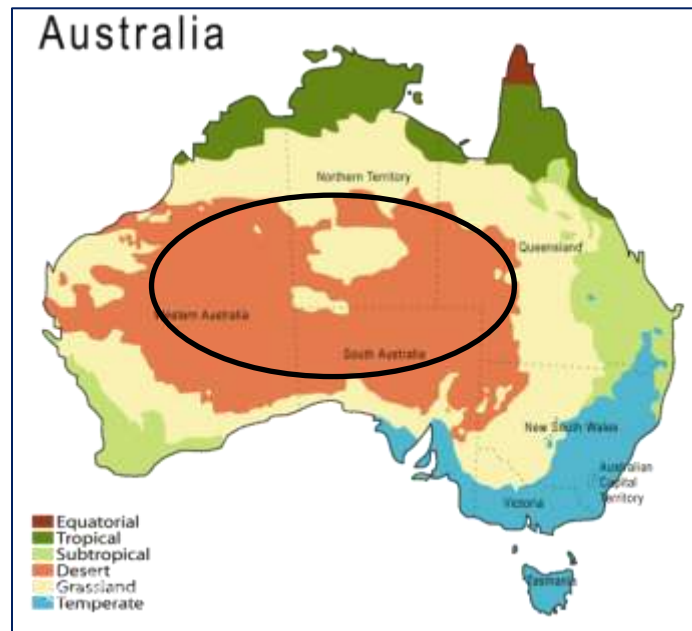 Australia
Northern Territory
Queensland
Western Australia
South Australia
New South Wales
Australian
Capital
Territory
Victoria
Tasmania
Equatorial
Tropical
Subtropical
Desert
Grassland
Temperate